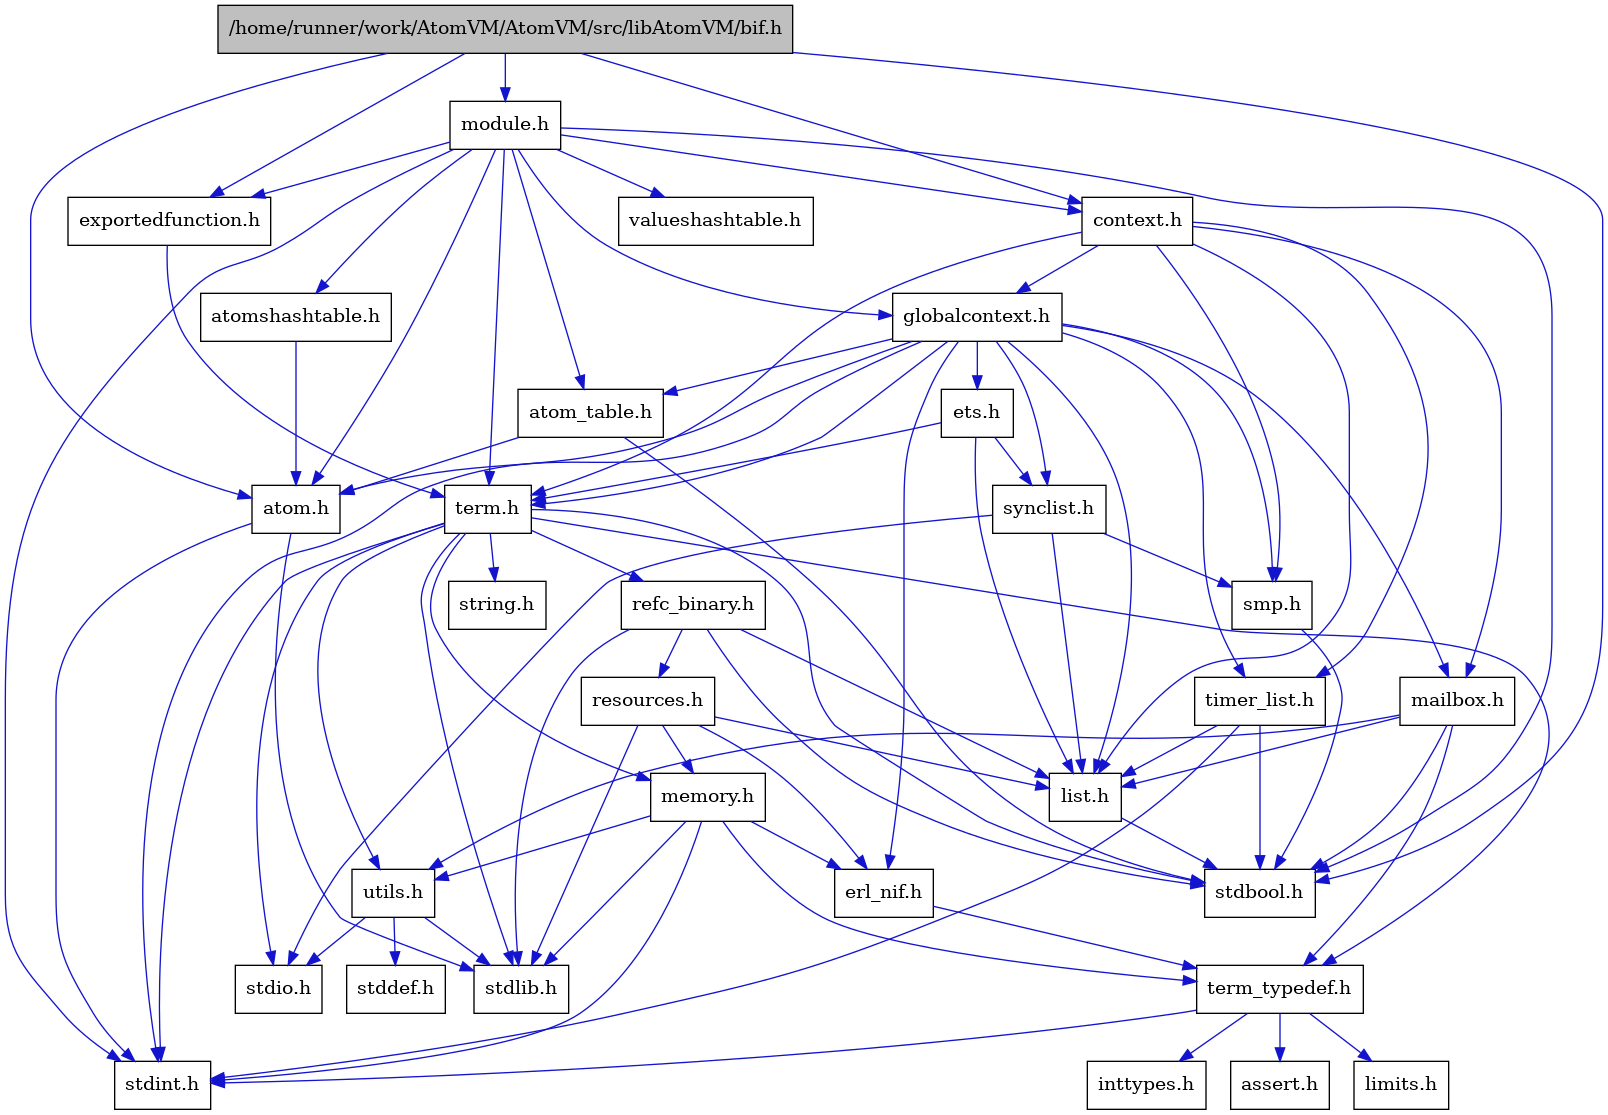 /home/runner/work/AtomVM/AtomVM/src/libAtomVM/bif.h
module.h
exportedfunction.h
valueshashtable.h
context.h
atomshashtable.h
globalcontext.h
atom_table.h
ets.h
atom.h
term.h
synclist.h
string.h
refc_binary.h
smp.h
resources.h
timer_list.h
mailbox.h
memory.h
list.h
utils.h
erl_nif.h
stdbool.h
stdio.h
stddef.h
stdlib.h
term_typedef.h
stdint.h
inttypes.h
assert.h
limits.h